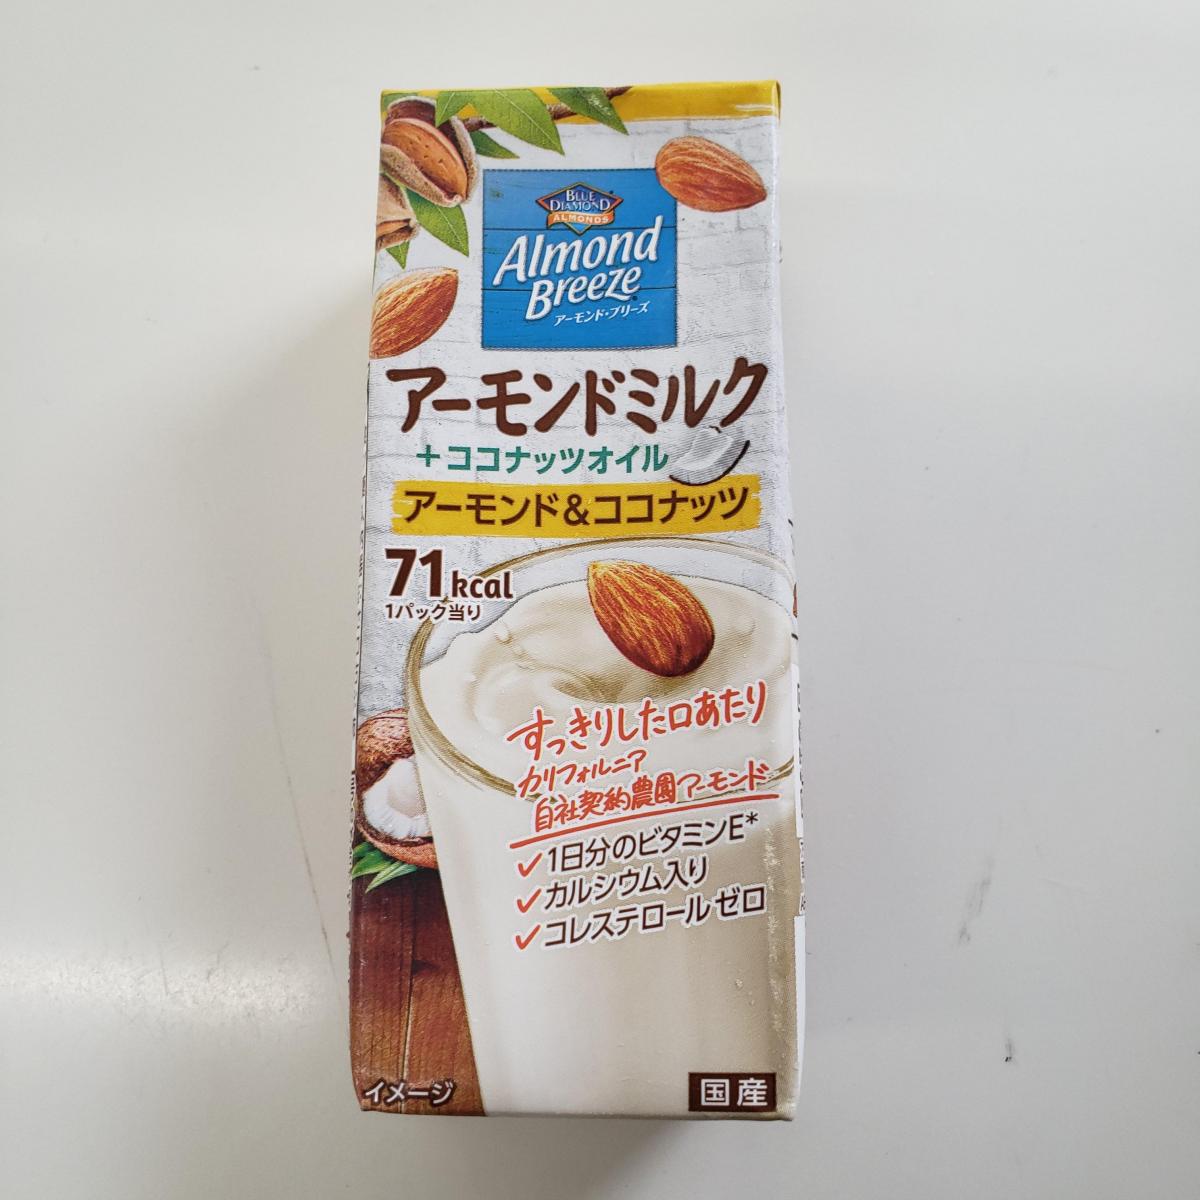 BLUE
DIAMOND
ALMONDS
Almond
Breeze
アーモンド・ブリーズ
アーモンドミルク
+ココナッツオイル
アーモンド&ココナッツ
71kcal
1パック当り
すっきりした口あたり
カリフォルニア
自社契約農園アーモンド
✓1日分のビタミンE*
✓カルシウム入り
✓コレステロール ゼロ
イメージ
国産